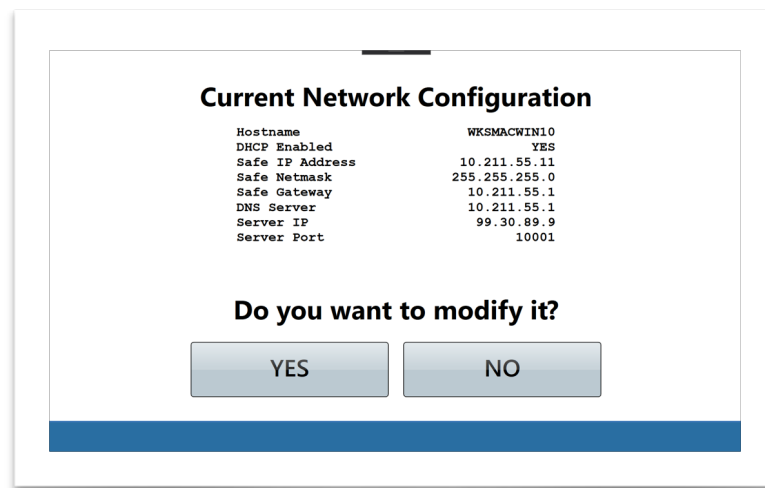 Current Network Configuration
Hostname WKSMACWIN10
DHCP Enabled YES
Safe IP Address 10.211.55.11
Safe Netmask 255.255.255.0
Safe Gateway 10.211.55.1
DNS Server 10.211.55.1
Server IP 99.30.89.9
Server Port 10001
Do you want to modify it?
YES NO